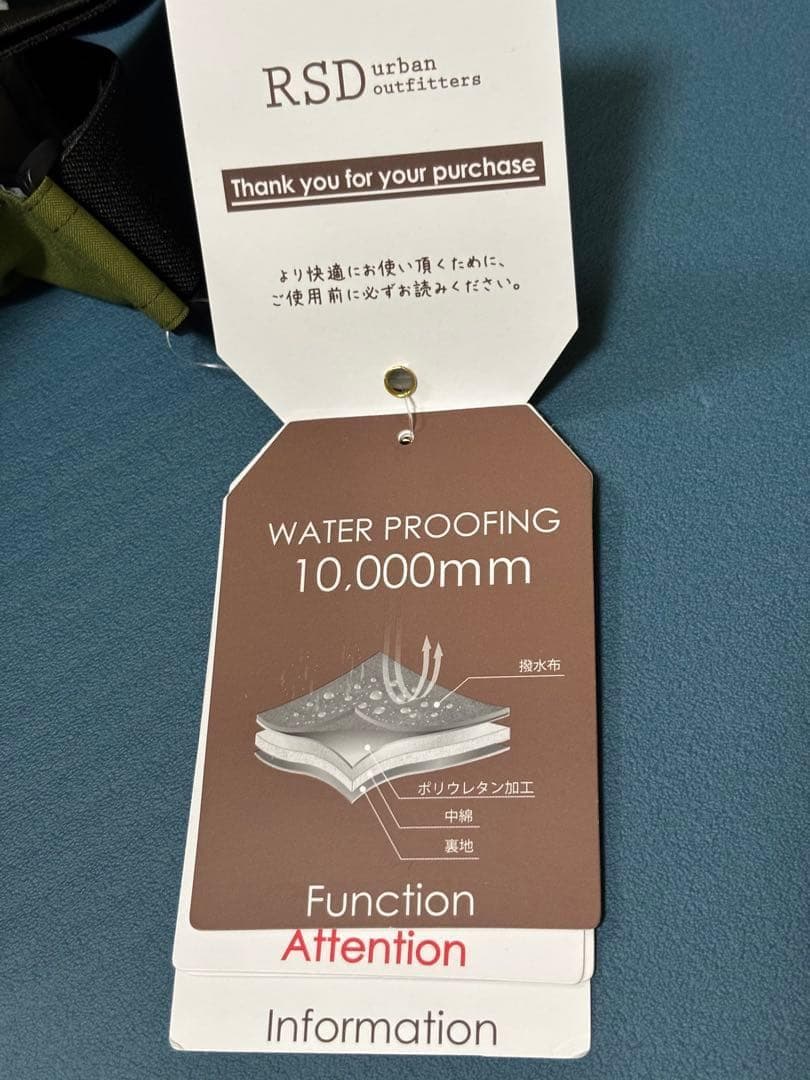 RSD urban outfitters
Thank you for your purchase
より快適にお使い頂くために、
ご使用前に必ずお読みください。
WATER PROOFING
10,000mm
撥水布
ポリウレタン加工
中綿
裏地
Function
Attention
Information